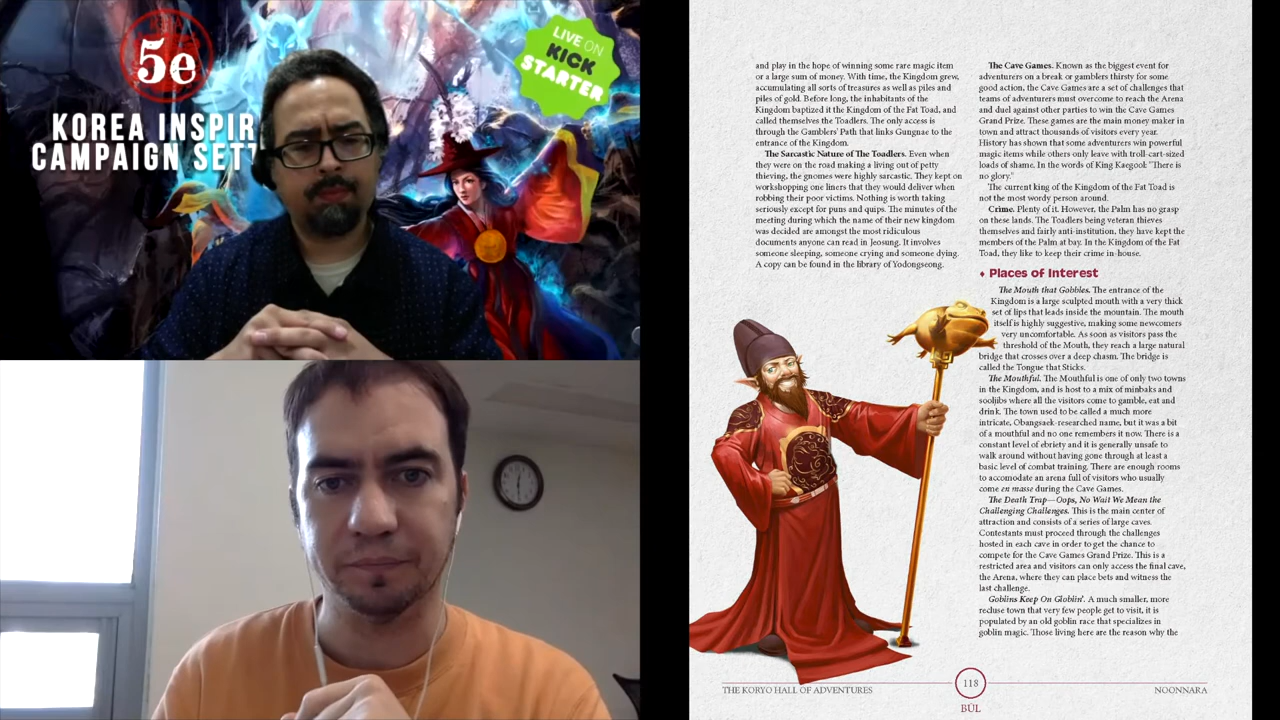 5e
KOREA INSPIR
CAMPAIGN SETT
LIVE ON
KICK
STARTER
and play in the hope of winning some rare magic item
or a large sum of money. With time, the Kingdom grew,
accumulating all sorts of treasures as well as piles and
piles of gold. Before long, the inhabitants of the
Kingdom baptized it the Kingdom of the Fat Toad, and
called themselves the Toadlers. The only access is
through the Gamblers' Path that links Gungnae to the
entrance of the Kingdom.
The Sarcastic Nature of The Toadlers. Even when
they were on the road making a living out of petty
thieving, the gnomes were highly sarcastic. They kept on
workshopping one liners that they would deliver when
robbing their poor victims. Nothing is worth taking
seriously except for puns and quips. The minutes of the
meeting during which the name of their new kingdom
was decided are amongst the most ridiculous
documents anyone can read in Jeosung. It involves
someone sleeping, someone crying and someone dying.
A copy can be found in the library of Yodongseong.
The Cave Games. Known as the biggest event for
adventurers on a break or gamblers thirsty for some
good action, the Cave Games are a set of challenges that
teams of adventurers must overcome to reach the Arena
and duel against other parties to win the Cave Games
Grand Prize. These games are the main money maker in
town and attract thousands of visitors every year.
History has shown that some adventurers win powerful
magic items while others only leave with troll-cart-sized
loads of shame. In the words of King Kaegool: "There is
no glory."
The current king of the Kingdom of the Fat Toad is
not the most wordy person around.
Crime. Plenty of it. However, the Palm has no grasp
on these lands. The Toadlers being veteran thieves
themselves and fairly anti-institution, they have kept the
members of the Palm at bay. In the Kingdom of the Fat
Toad, they like to keep their crime in-house.
♦ Places of Interest
The Mouth that Gobbles. The entrance of the
Kingdom is a large sculpted mouth with a very thick
set of lips that leads inside the mountain. The mouth
itself is highly suggestive, making some newcomers
very uncomfortable. As soon as visitors pass the
threshold of the Mouth, they reach a large natural
bridge that crosses over a deep chasm. The bridge is
called the Tongue that Sticks.
The Mouthful. The Mouthful is one of only two towns
in the Kingdom, and is host to a mix of minbaks and
sooljibs where all the visitors come to gamble, eat and
drink. The town used to be called a much more
intricate, Obangsaek-researched name, but it was a bit
of a mouthful and no one remembers it now. There is a
constant level of ebriety and it is generally unsafe to
walk around without having gone through at least a
basic level of combat training. There are enough rooms
to accomodate an arena full of visitors who usually
come en masse during the Cave Games.
The Death Trap—Oops, No Wait We Mean the
Challenging Challenges. This is the main center of
attraction and consists of a series of large caves.
Contestants must proceed through the challenges
hosted in each cave in order to get the chance to
compete for the Cave Games Grand Prize. This is a
restricted area and visitors can only access the final cave,
the Arena, where they can place bets and witness the
last challenge.
Goblins Keep On Globlin'. A much smaller, more
recluse town that very few people get to visit, it is
populated by an old goblin race that specializes in
goblin magic. Those living here are the reason why the
THE KORYO HALL OF ADVENTURES
118
NOONNARA
BÚL